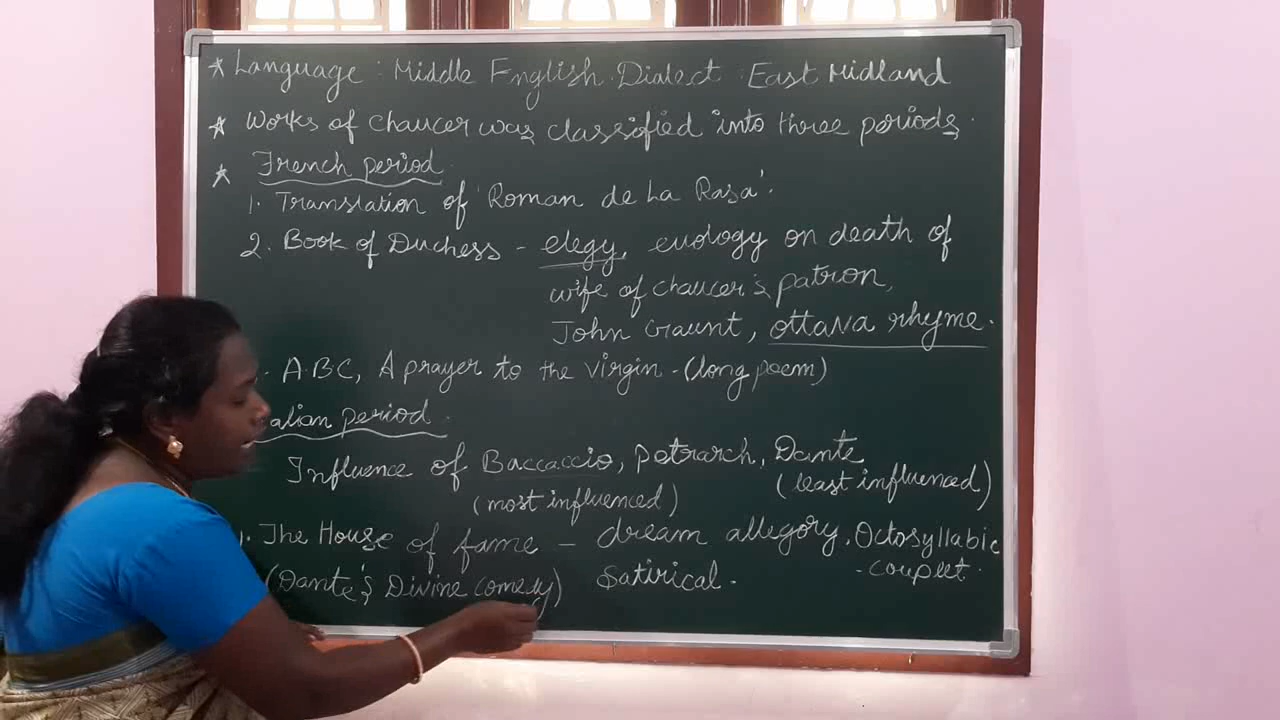 * Language : Middle English. Dialect : East Midland
* Works of Chaucer was classified into three periods.
* French period.
1. Translation of 'Roman de La Rasa'.
2. Book of Duchess - elegy, euology on death of
wife of Chaucer's patron,
John Graunt, ottava rhyme.
. A.B.C, A prayer to the virgin - (long poem)
alian period.
Influence of Baccaccio, Petrarch, Dante
(most influenced) (least influenced)
1. The House of fame - dream allegory, Octosyllabic
(Dante's Divine Comedy) Satirical. - couplet.